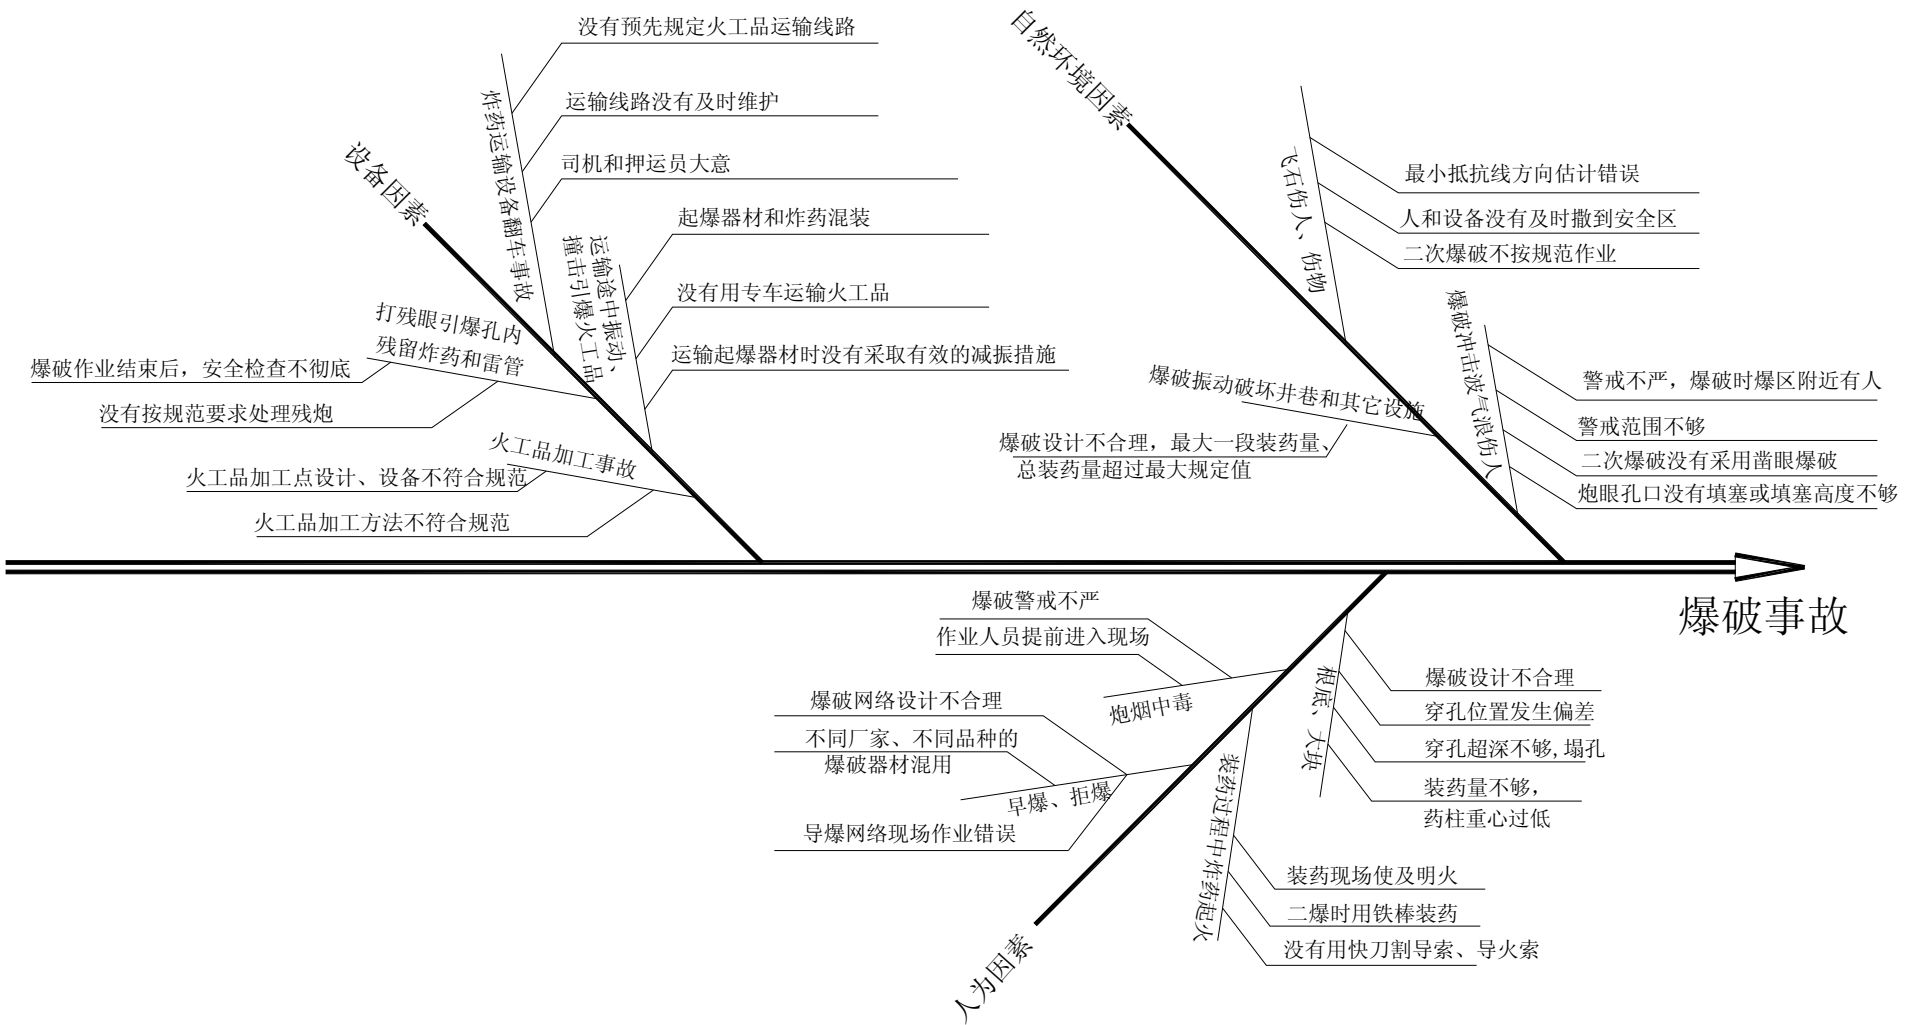 设备因素
炸药运输设备翻车事故
没有预先规定火工品运输线路
运输线路没有及时维护
司机和押运员大意
运输途中振动、
撞击引爆火工品
起爆器材和炸药混装
没有用专车运输火工品
运输起爆器材时没有采取有效的减振措施
打残眼引爆孔内
残留炸药和雷管
爆破作业结束后，安全检查不彻底
没有按规范要求处理残炮
火工品加工事故
火工品加工点设计、设备不符合规范
火工品加工方法不符合规范
自然环境因素
飞石伤人、伤物
最小抵抗线方向估计错误
人和设备没有及时撒到安全区
二次爆破不按规范作业
爆破冲击波气浪伤人
警戒不严，爆破时爆区附近有人
警戒范围不够
二次爆破没有采用凿眼爆破
炮眼孔口没有填塞或填塞高度不够
爆破振动破坏井巷和其它设施
爆破设计不合理，最大一段装药量、
总装药量超过最大规定值
爆破事故
人为因素
炮烟中毒
爆破警戒不严
作业人员提前进入现场
早爆、拒爆
爆破网络设计不合理
不同厂家、不同品种的
爆破器材混用
导爆网络现场作业错误
根底、大块
爆破设计不合理
穿孔位置发生偏差
穿孔超深不够,塌孔
装药量不够，
药柱重心过低
装药过程中炸药起火
装药现场使及明火
二爆时用铁棒装药
没有用快刀割导索、导火索